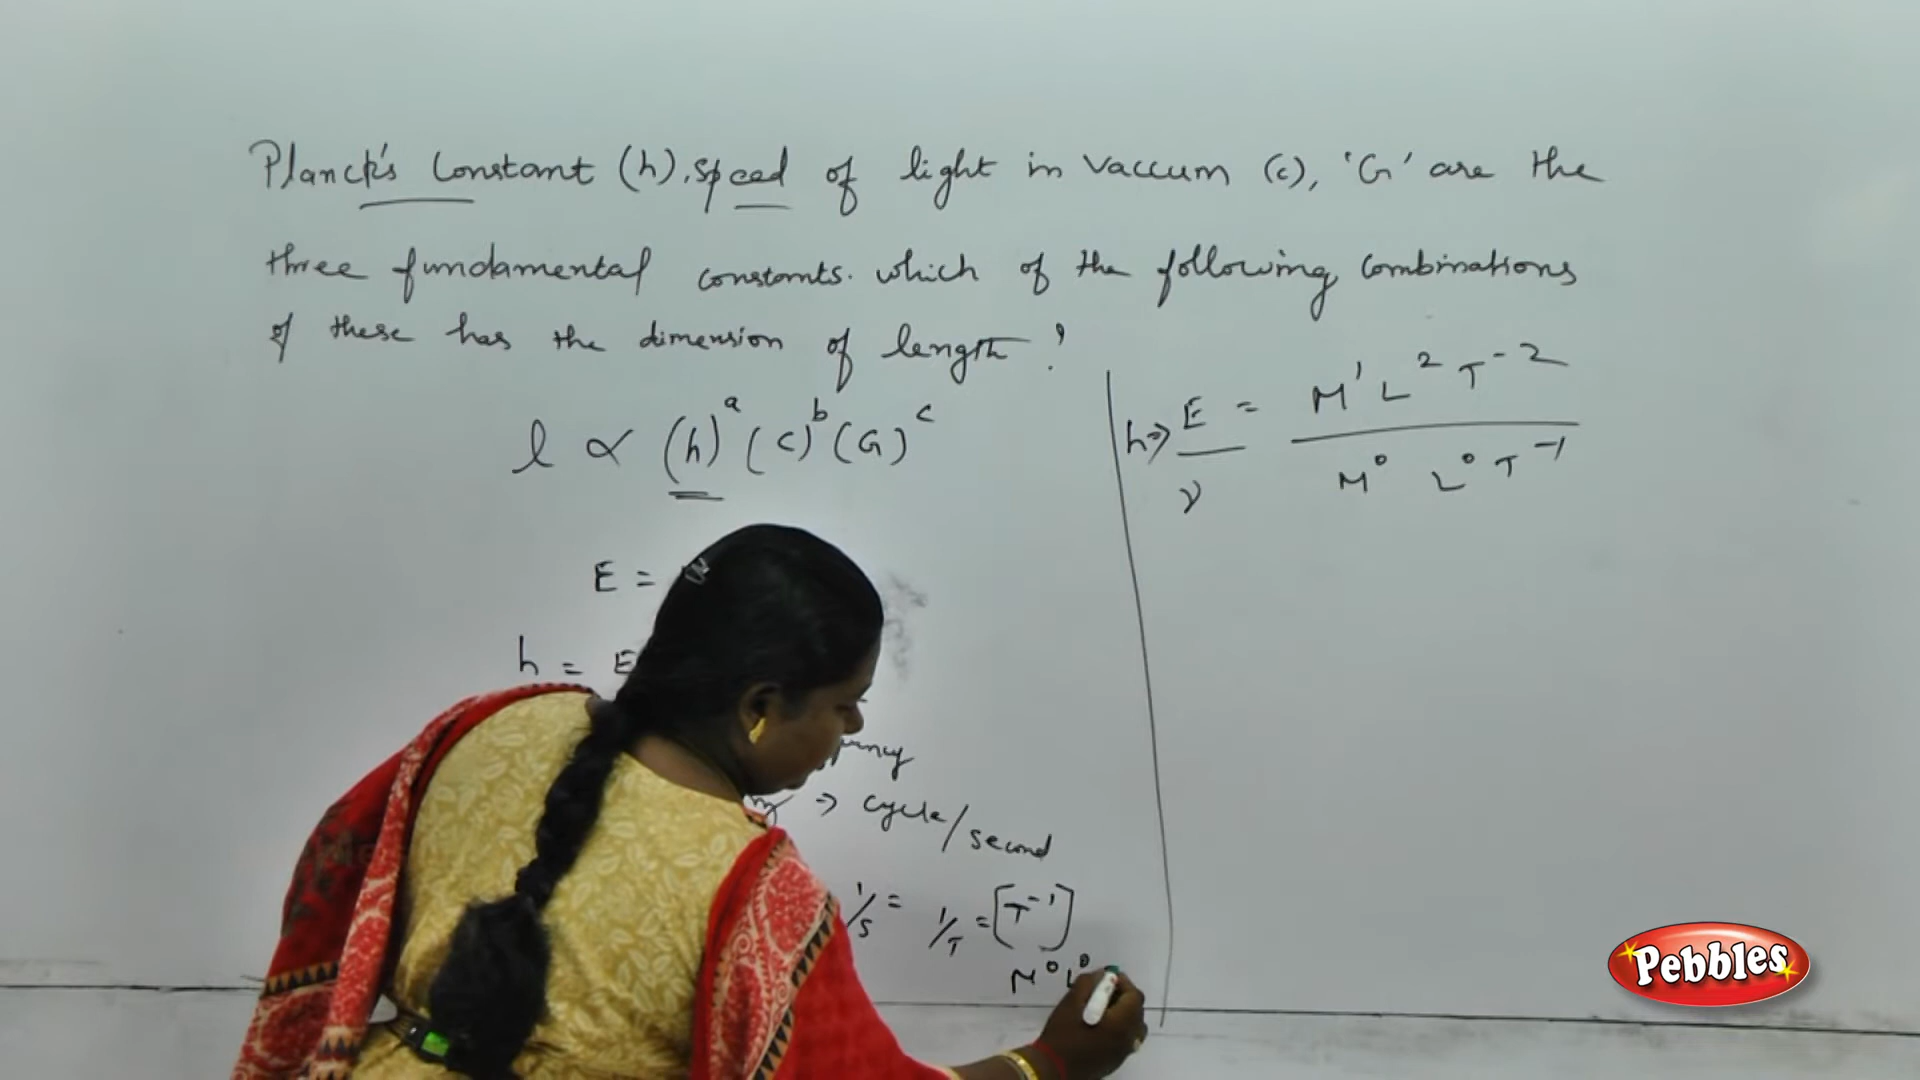 Planck's Constant (h), speed of light in vaccum (c), 'G' are the
three fundamental constants. which of the following combinations
of these has the dimension of length?
l ∝ (h)^a (c)^b (G)^c
E =
h = E
⇒ cycle/second
1/s = 1/T = [T^-1]
M^0 L^0
h ⇒ E/ν = M^1 L^2 T^-2 / M^0 L^0 T^-1
Pebbles